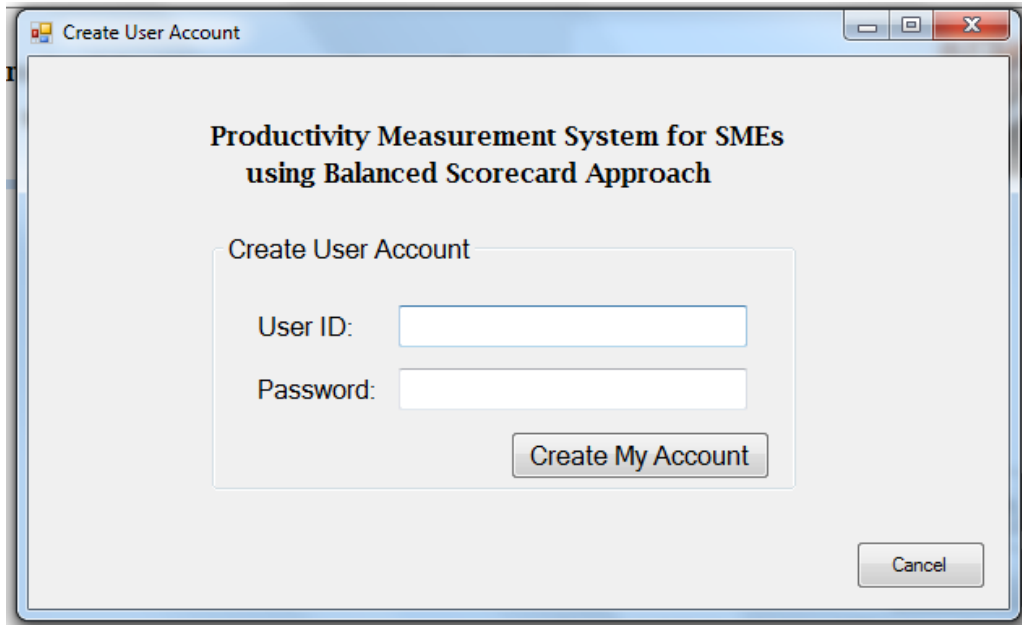 Create User Account
Productivity Measurement System for SMEs
using Balanced Scorecard Approach
Create User Account
User ID:
Password:
Create My Account
Cancel